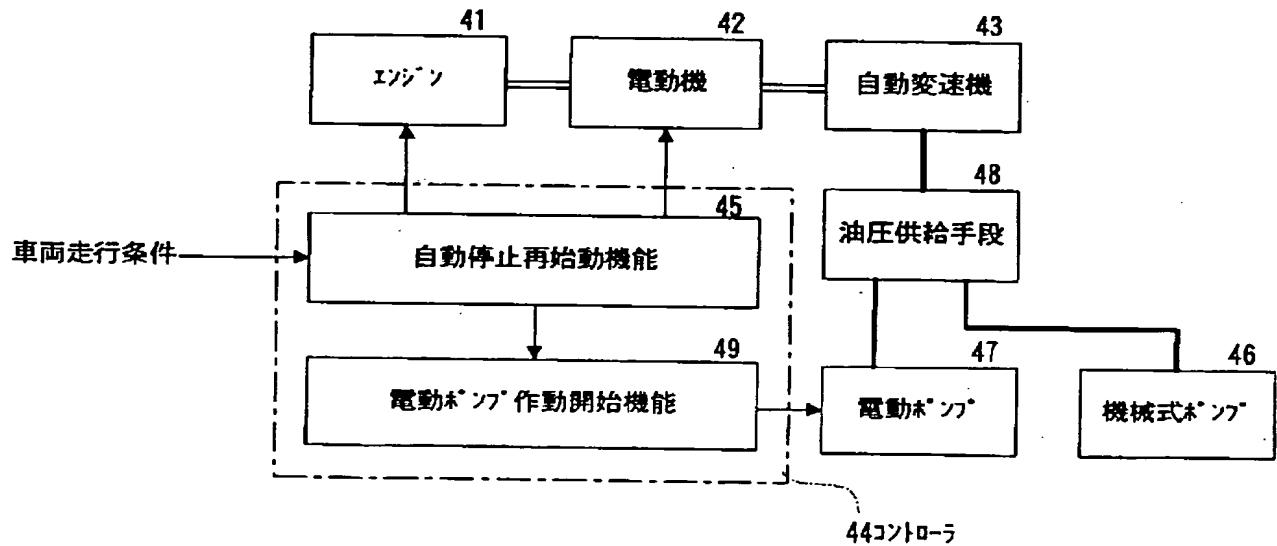 41
エンジン
42
電動機
43
自動変速機
48
油圧供給手段
車両走行条件
45
自動停止再始動機能
49
電動ポンプ作動開始機能
47
電動ポンプ
46
機械式ポンプ
44コントローラ